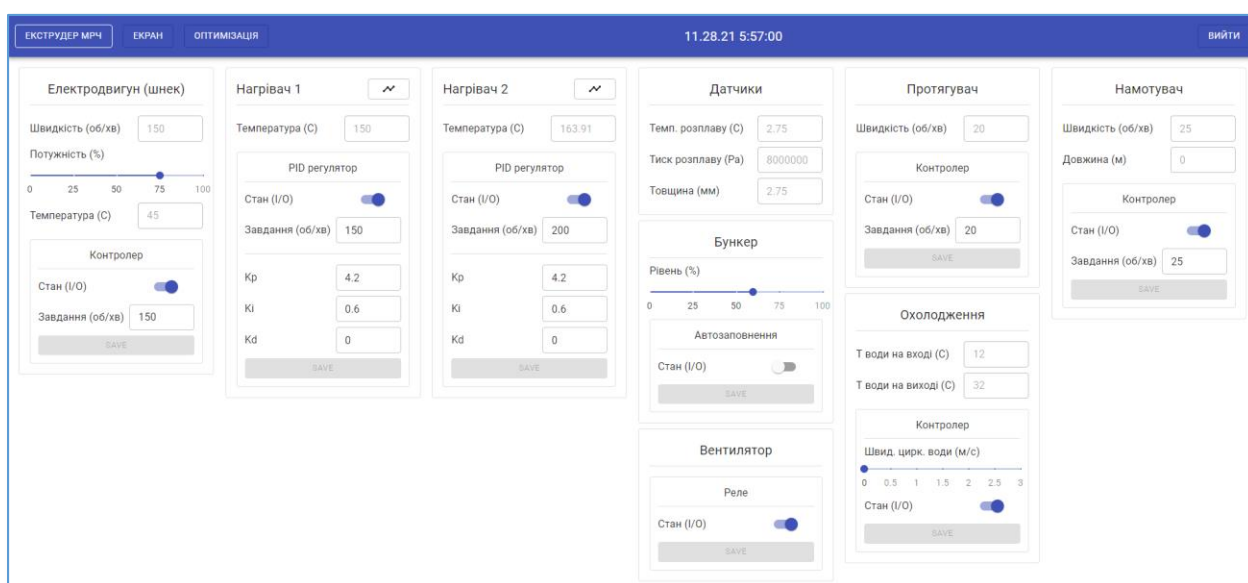 ЕКСТРУДЕР МРЧ
ЕКРАН
ОПТИМІЗАЦІЯ
11.28.21 5:57:00
ВИЙТИ
Електродвигун (шнек)
Швидкість (об/хв) 150
Потужність (%)
0 25 50 75 100
Температура (С) 45
Контролер
Стан (I/O)
Завдання (об/хв) 150
SAVE
Нагрівач 1
Температура (С) 150
PID регулятор
Стан (I/O)
Завдання (об/хв) 150
Kp 4.2
Ki 0.6
Kd 0
SAVE
Нагрівач 2
Температура (С) 163.91
PID регулятор
Стан (I/O)
Завдання (об/хв) 200
Kp 4.2
Ki 0.6
Kd 0
SAVE
Датчики
Темп. розплаву (С) 2.75
Тиск розплаву (Pa) 8000000
Товщина (мм) 2.75
Бункер
Рівень (%)
0 25 50 75 100
Автозаповнення
Стан (I/O)
SAVE
Вентилятор
Реле
Стан (I/O)
SAVE
Протягувач
Швидкість (об/хв) 20
Контролер
Стан (I/O)
Завдання (об/хв) 20
SAVE
Охолодження
Т води на вході (С) 12
Т води на виході (С) 32
Контролер
Швид. цирк. води (м/с)
0 0.5 1 1.5 2 2.5 3
Стан (I/O)
SAVE
Намотувач
Швидкість (об/хв) 25
Довжина (м) 0
Контролер
Стан (I/O)
Завдання (об/хв) 25
SAVE